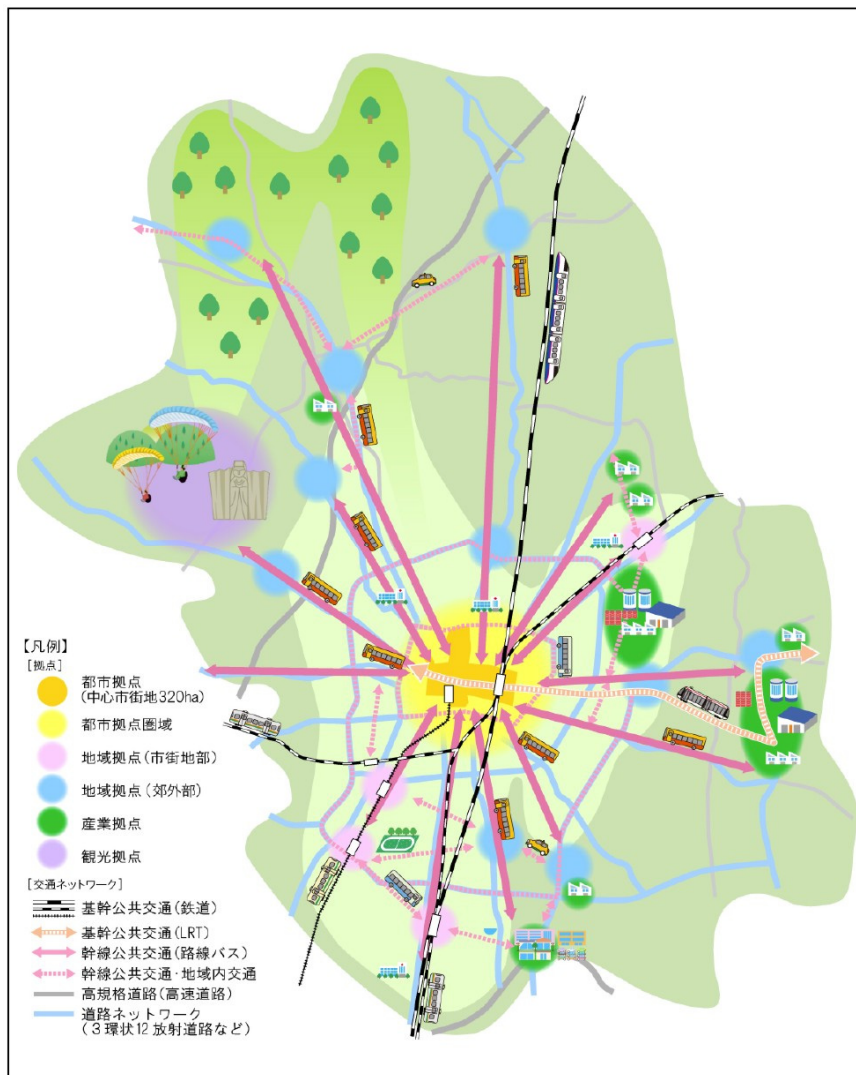 【凡例】
[拠点]
都市拠点
(中心市街地320ha)
都市拠点圏域
地域拠点(市街地部)
地域拠点(郊外部)
産業拠点
観光拠点
[交通ネットワーク]
基幹公共交通(鉄道)
基幹公共交通(LRT)
幹線公共交通(路線バス)
幹線公共交通・地域内交通
高規格道路(高速道路)
道路ネットワーク
(3環状12放射道路など)